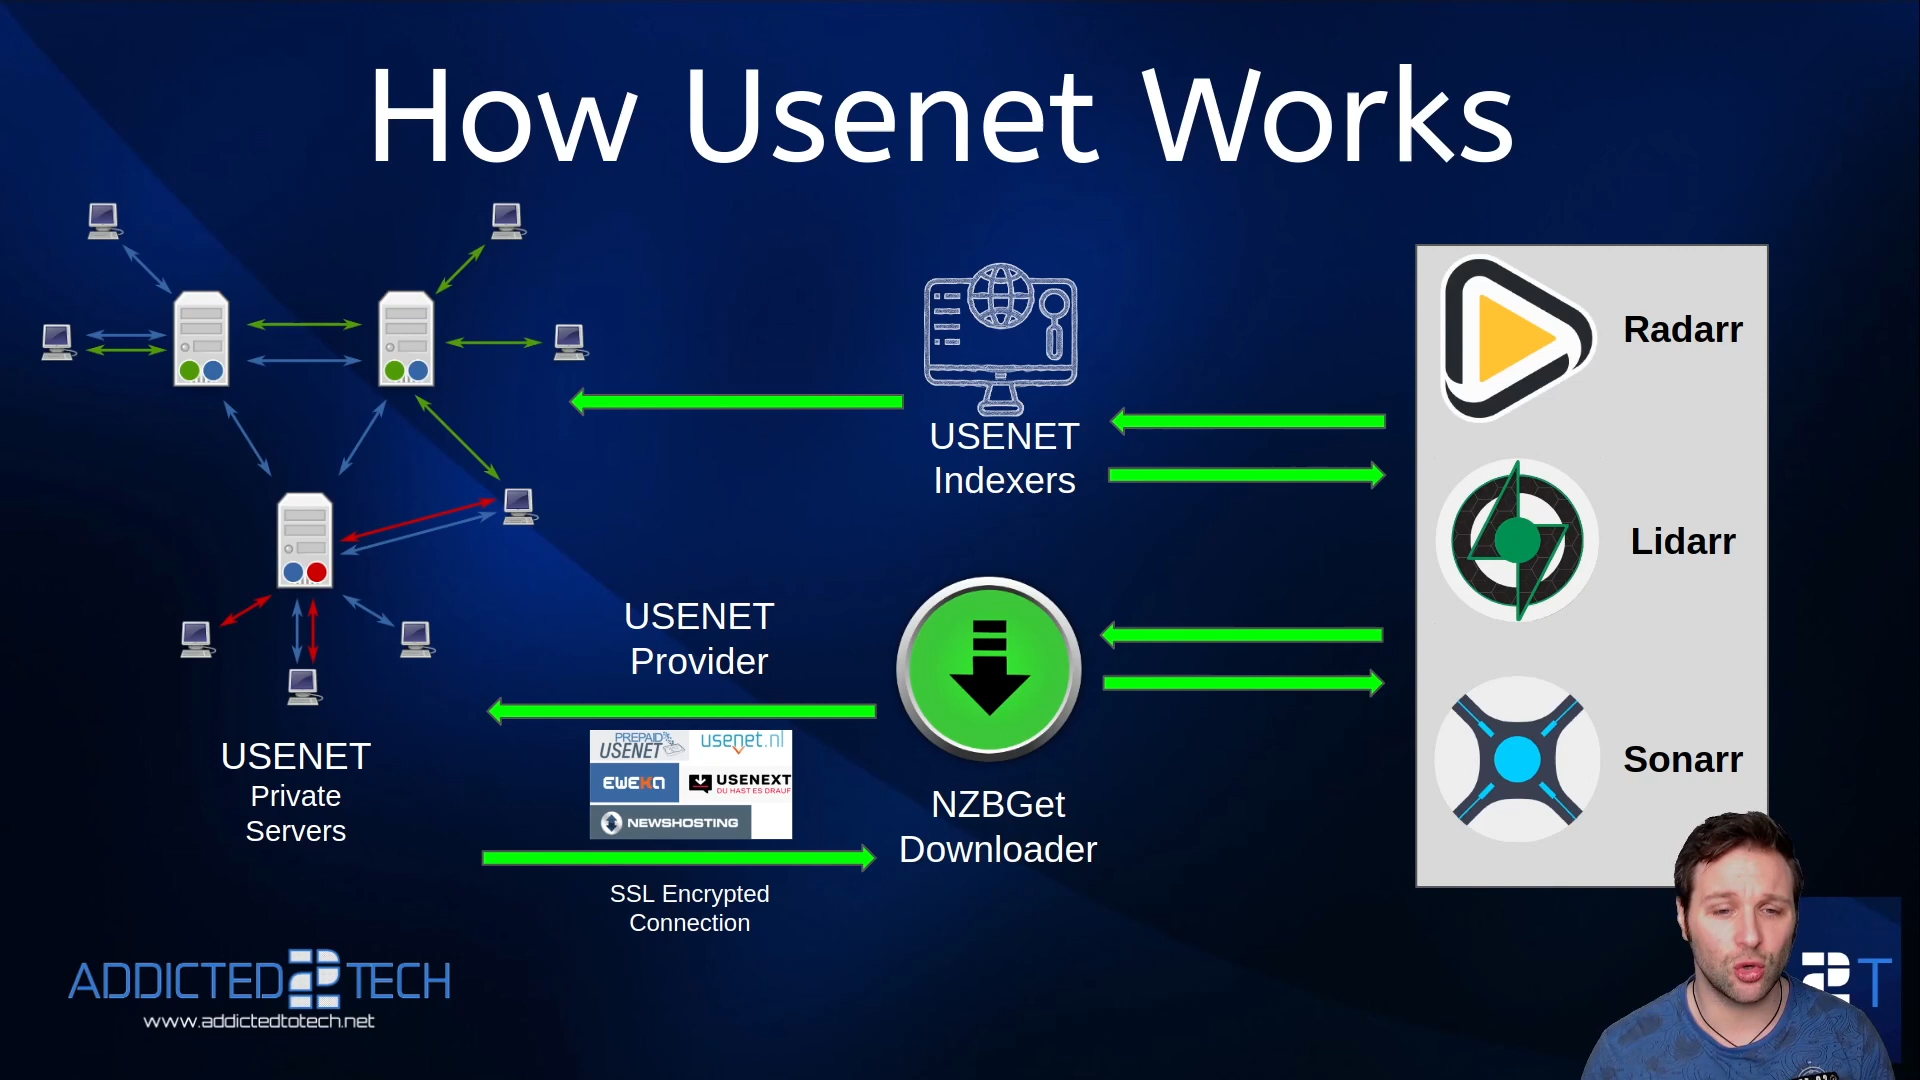 How Usenet Works
Radarr
USENET
Indexers
Lidarr
USENET
Provider
PREPAID
USENET
usenet.nl
EWEKA
USENEXT
DU HAST ES DRAUF
NEWSHOSTING
SSL Encrypted
Connection
USENET
Private
Servers
NZBGet
Downloader
Sonarr
ADDICTED2TECH
www.addictedtotech.net
2T